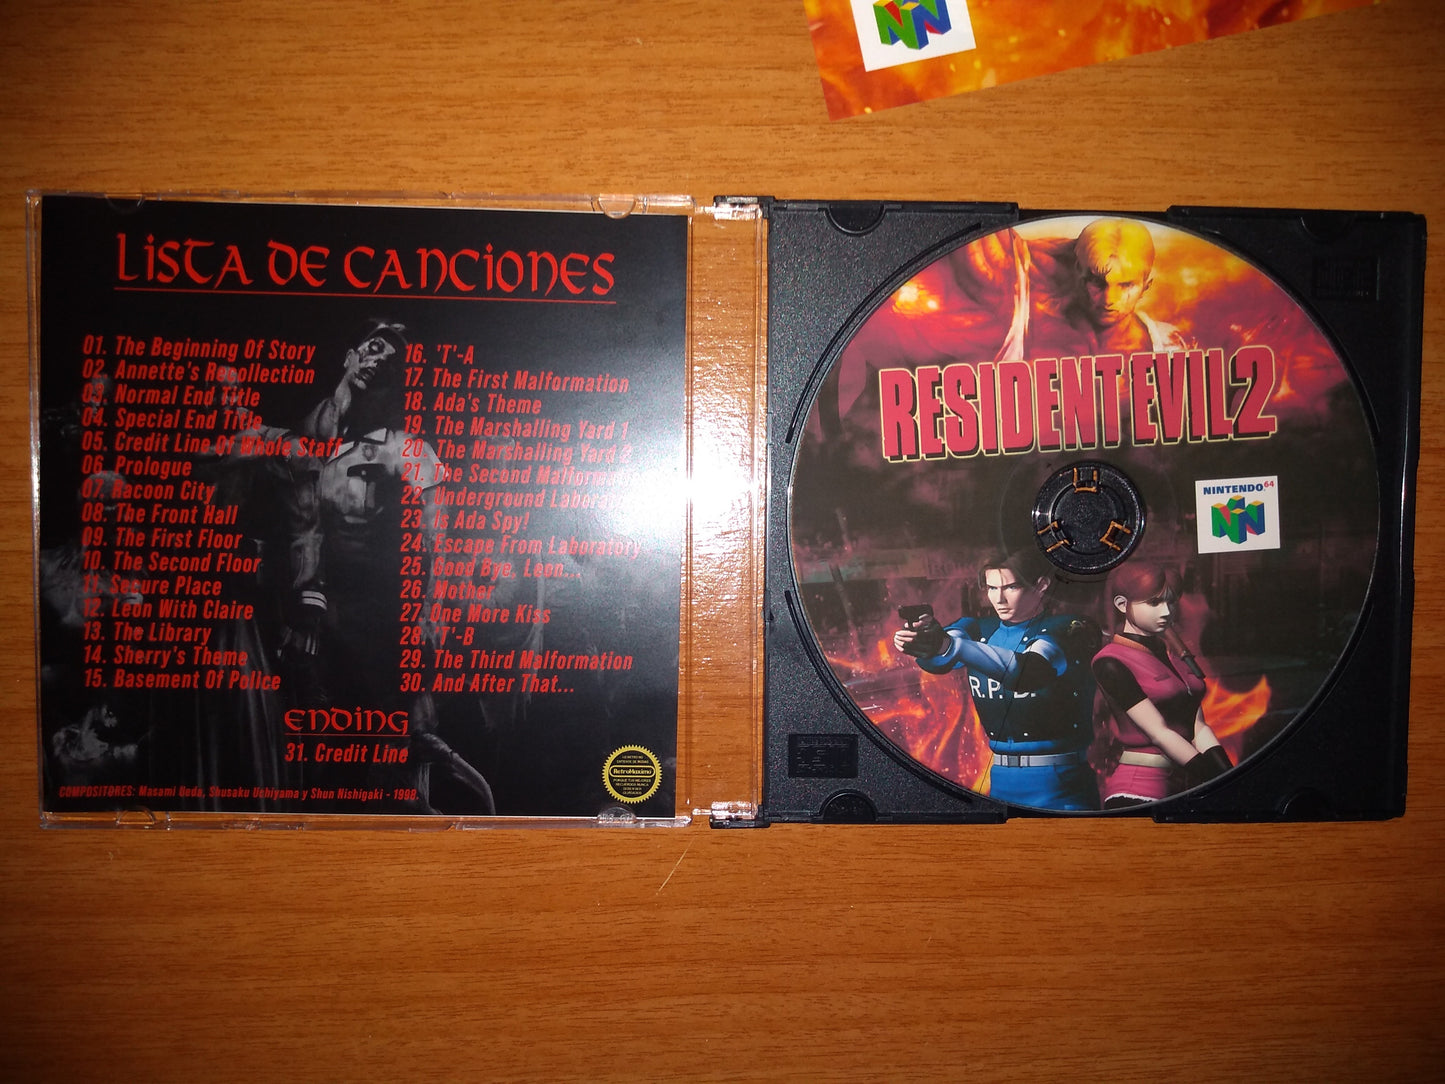 LISTA DE CANCIONES
01. The Beginning Of Story
02. Annette's Recollection
03. Normal End Title
04. Special End Title
05. Credit Line Of Whole Staff
06. Prologue
07. Racoon City
08. The Front Hall
09. The First Floor
10. The Second Floor
11. Secure Place
12. Leon With Claire
13. The Library
14. Sherry's Theme
15. Basement Of Police
16. 'T'-A
17. The First Malformation
18. Ada's Theme
19. The Marshalling Yard 1
20. The Marshalling Yard 2
21. The Second Malformation
22. Underground Laboratory
23. Is Ada Spy!
24. Escape From Laboratory
25. Good Bye, Leon...
26. Mother
27. One More Kiss
28. 'T'-B
29. The Third Malformation
30. And After That...
ENDING
31. Credit Line
COMPOSITORES: Masami Ueda, Shusaku Uchiyama y Shun Nishigaki - 1998.
RetroMaximo
RESIDENT EVIL 2
NINTENDO 64
R.P.D.